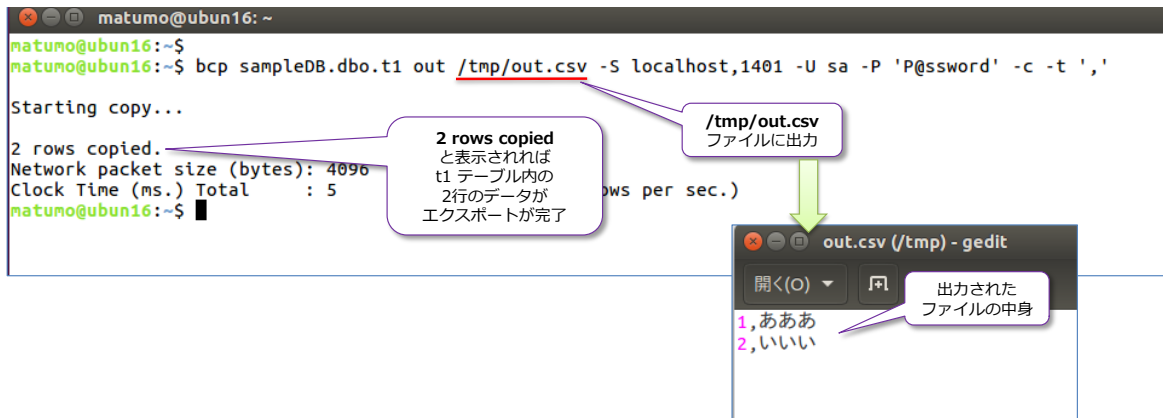 matumo@ubun16: ~
matumo@ubun16:~$
matumo@ubun16:~$ bcp sampleDB.dbo.t1 out /tmp/out.csv -S localhost,1401 -U sa -P 'P@ssword' -c -t ','
Starting copy...
2 rows copied.
Network packet size (bytes): 4096
Clock Time (ms.) Total : 5
ws per sec.)
matumo@ubun16:~$
2 rows copied
と表示されれば
t1 テーブル内の
2行のデータが
エクスポートが完了
/tmp/out.csv
ファイルに出力
out.csv (/tmp) - gedit
開く(O)
出力された
ファイルの中身
1,あああ
2,いいい